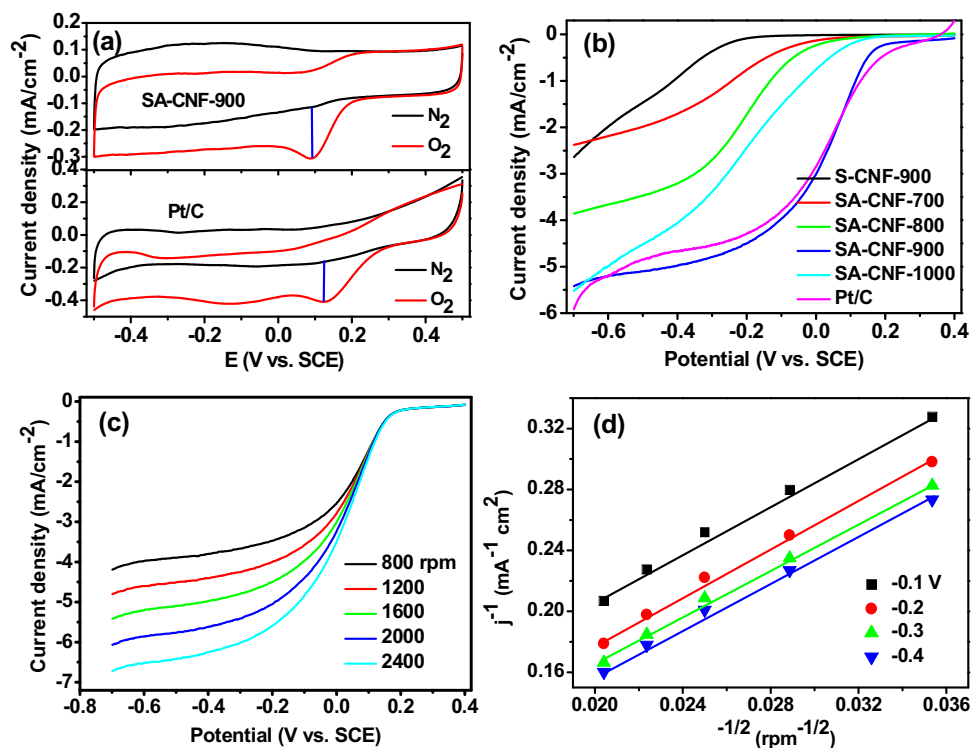 (a)
Current density (mA/cm⁻²)
0.2
0.1
0.0
-0.1
-0.2
-0.3
SA-CNF-900
N₂
O₂
0.4
0.2
0.0
-0.2
-0.4
Pt/C
N₂
O₂
-0.4 -0.2 0.0 0.2 0.4
E (V vs. SCE)
(b)
Current density (mA/cm⁻²)
0
-1
-2
-3
-4
-5
-6
S-CNF-900
SA-CNF-700
SA-CNF-800
SA-CNF-900
SA-CNF-1000
Pt/C
-0.6 -0.4 -0.2 0.0 0.2 0.4
Potential (V vs. SCE)
(c)
Current density (mA/cm⁻²)
0
-1
-2
-3
-4
-5
-6
-7
800 rpm
1200
1600
2000
2400
-0.8 -0.6 -0.4 -0.2 0.0 0.2 0.4
Potential (V vs. SCE)
(d)
j⁻¹ (mA⁻¹ cm²)
0.32
0.28
0.24
0.20
0.16
-0.1 V
-0.2
-0.3
-0.4
0.020 0.024 0.028 0.032 0.036
-1/2 (rpm⁻¹/²)